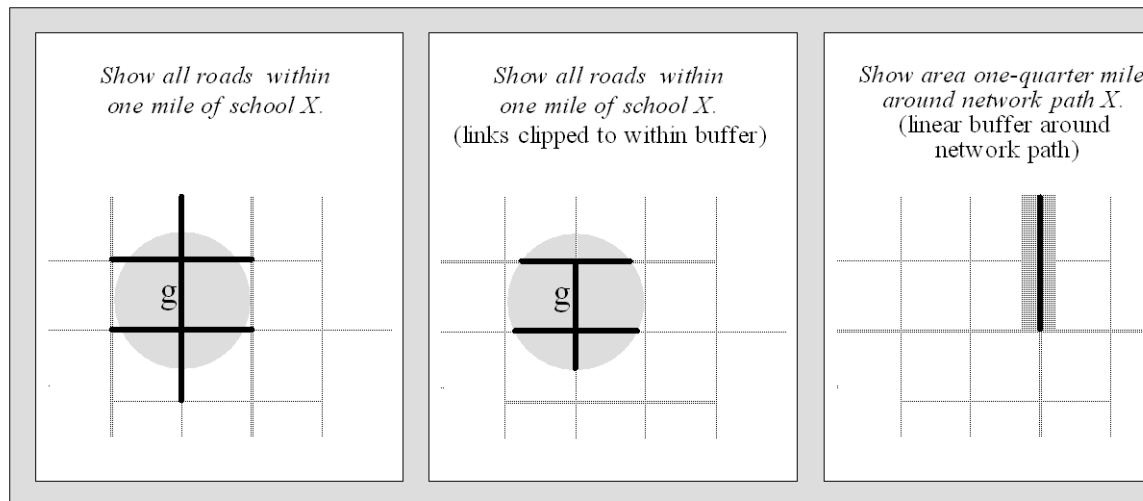 Show all roads within
one mile of school X.
g
Show all roads within
one mile of school X.
(links clipped to within buffer)
g
Show area one-quarter mile
around network path X.
(linear buffer around
network path)